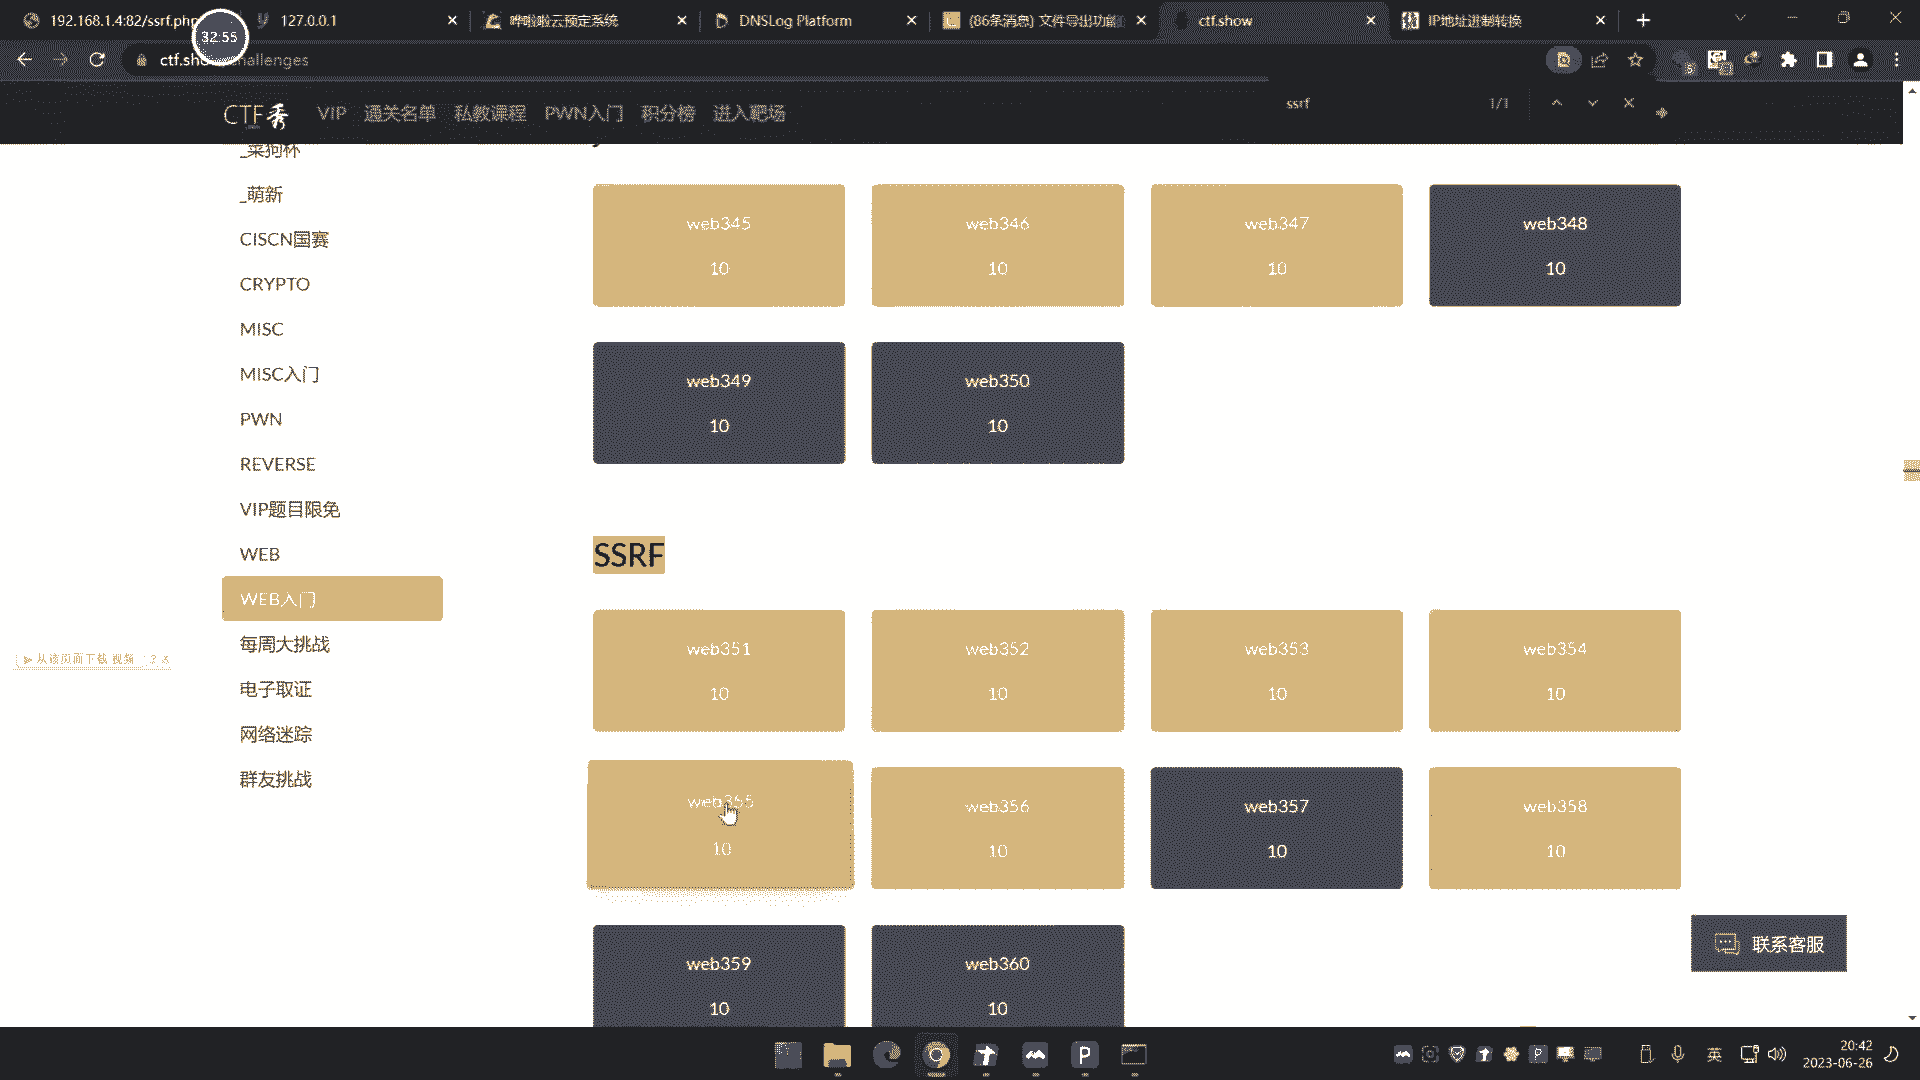 192.168.1.4:82/ssrf.php
127.0.0.1
哗啦啦云预定系统
DNSLog Platform
(86条消息) 文件导出功能
ctf.show
IP地址进制转换
32:55
ctf.show/challenges
CTF秀
VIP
通关名单
私教课程
PWN入门
积分榜
进入靶场
ssrf
1/1
_菜狗杯
_萌新
CISCN国赛
CRYPTO
MISC
MISC入门
PWN
REVERSE
VIP题目限免
WEB
WEB入门
每周大挑战
电子取证
网络迷踪
群友挑战
web345
10
web346
10
web347
10
web348
10
web349
10
web350
10
SSRF
web351
10
web352
10
web353
10
web354
10
web355
10
web356
10
web357
10
web358
10
web359
10
web360
10
从该页面下载 视频
联系客服
英
20:42
2023-06-26